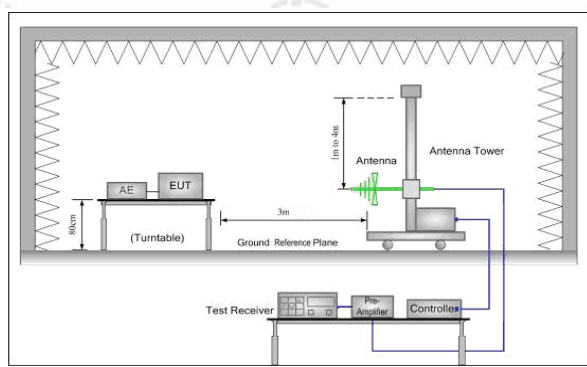 1m to 4m
Antenna
Antenna Tower
AE
EUT
80cm
(Turntable)
3m
Ground Reference Plane
Test Receiver
Pre-
Amplifier
Controller